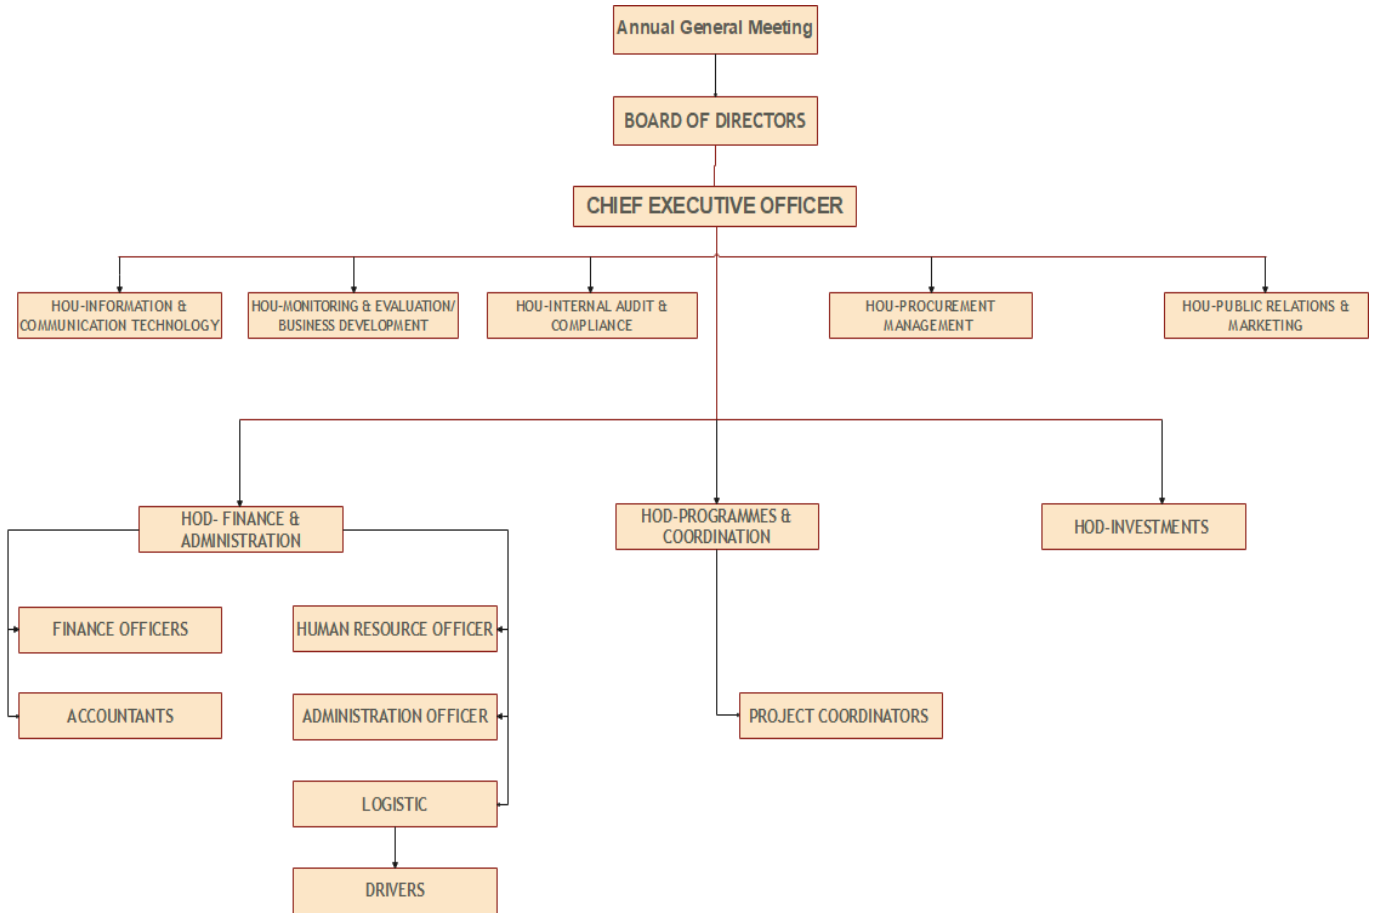 Annual General Meeting
BOARD OF DIRECTORS
CHIEF EXECUTIVE OFFICER
HOU-INFORMATION &
COMMUNICATION TECHNOLOGY
HOU-MONITORING & EVALUATION/
BUSINESS DEVELOPMENT
HOU-INTERNAL AUDIT &
COMPLIANCE
HOU-PROCUREMENT
MANAGEMENT
HOU-PUBLIC RELATIONS &
MARKETING
HOD- FINANCE &
ADMINISTRATION
HOD-PROGRAMMES &
COORDINATION
HOD-INVESTMENTS
FINANCE OFFICERS
HUMAN RESOURCE OFFICER
ACCOUNTANTS
ADMINISTRATION OFFICER
PROJECT COORDINATORS
LOGISTIC
DRIVERS